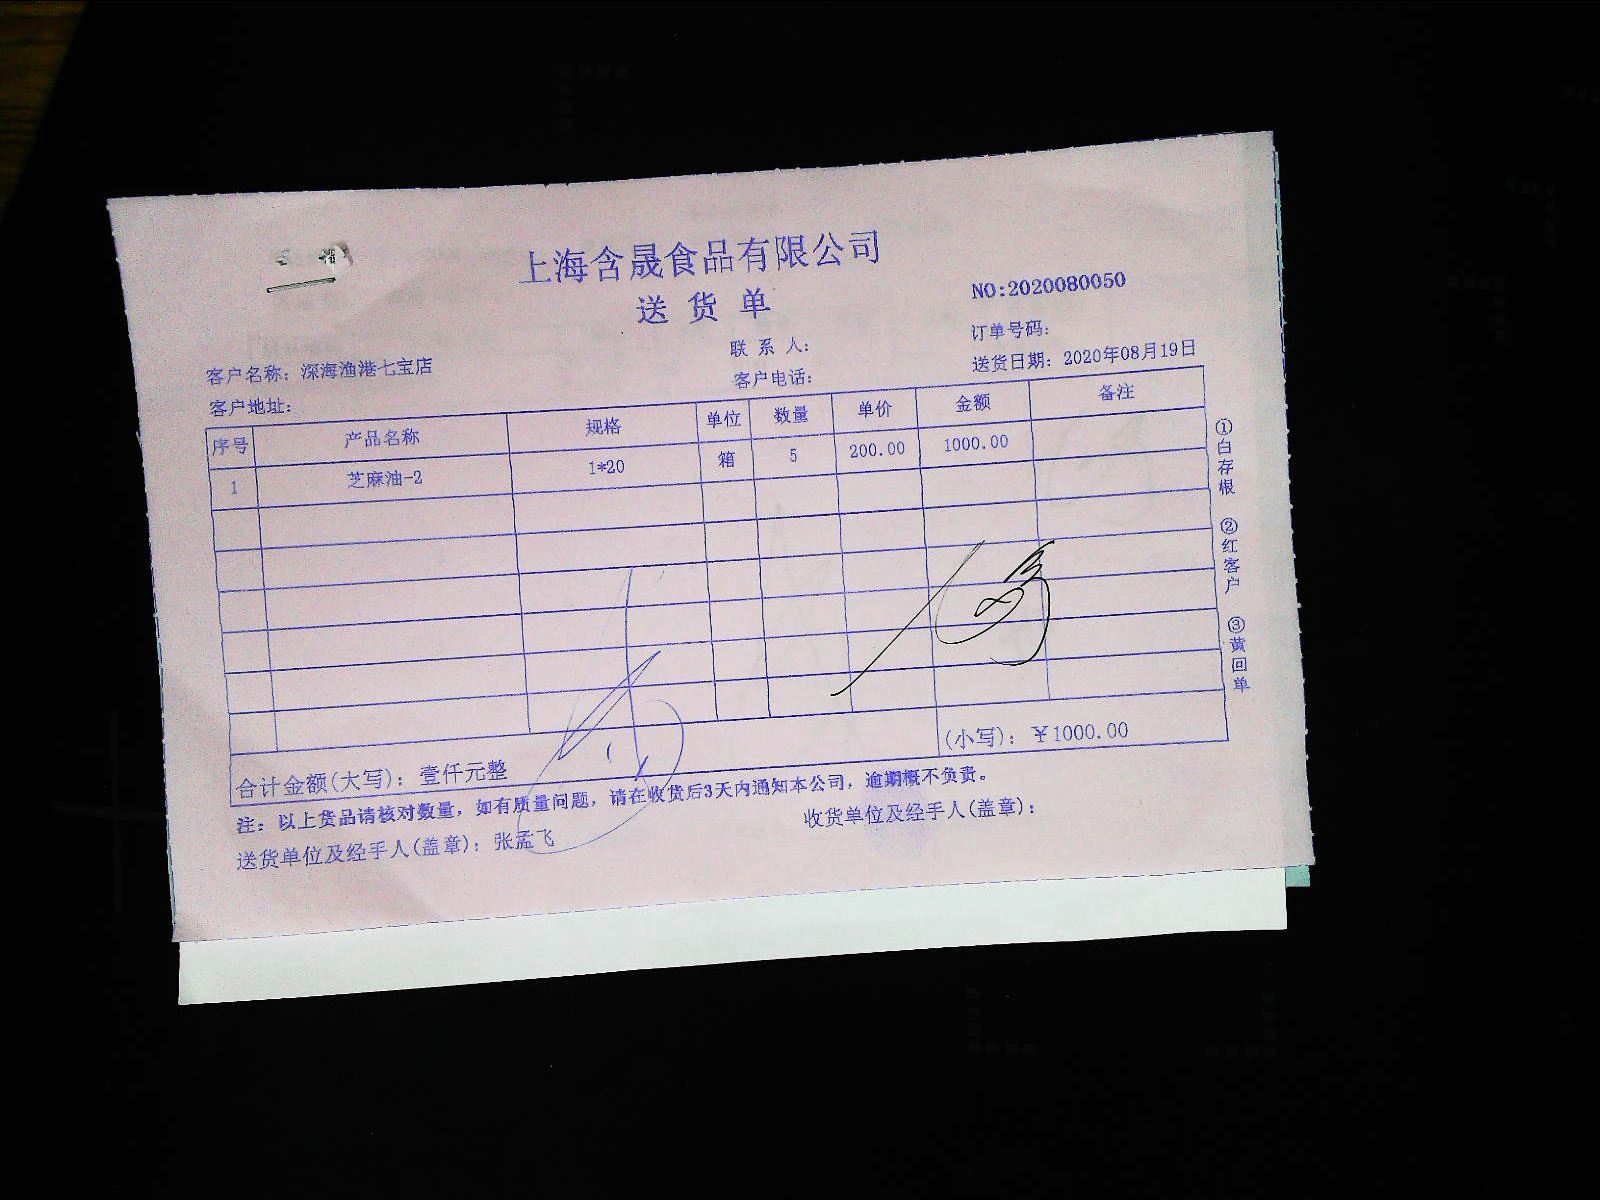 上海含晟食品有限公司
送货单
NO:2020080050
订单号码:
联系人:
客户名称: 深海渔港七宝店
送货日期: 2020年08月19日
客户电话:
客户地址:
序号 产品名称 规格 单位 数量 单价 金额 备注
1 芝麻油-2 1*20 箱 5 200.00 1000.00
合计金额(大写): 壹仟元整 (小写): ￥1000.00
注: 以上货品请核对数量, 如有质量问题, 请在收货后3天内通知本公司, 逾期概不负责。
送货单位及经手人(盖章): 张孟飞 收货单位及经手人(盖章):
①白存根 ②红客户 ③黄回单